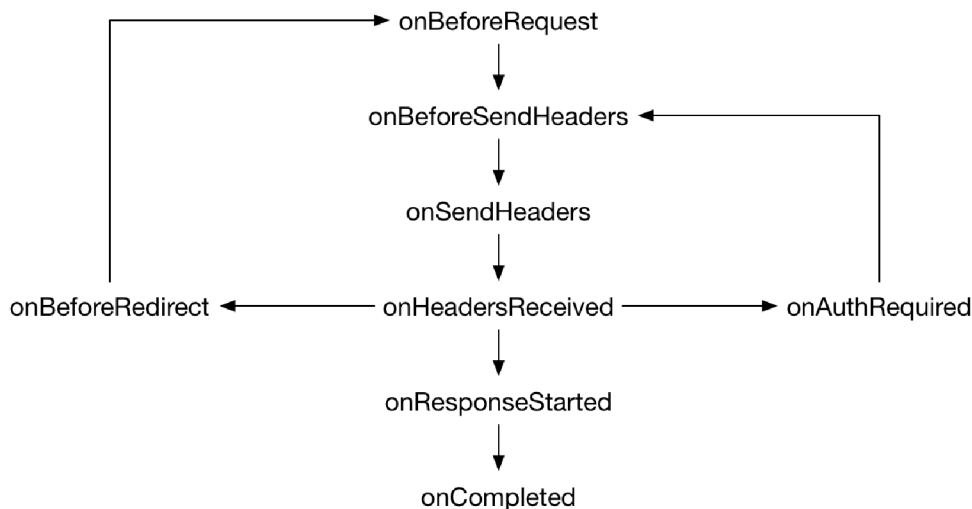 onBeforeRequest
onBeforeSendHeaders
onSendHeaders
onBeforeRedirect onHeadersReceived onAuthRequired
onResponseStarted
onCompleted